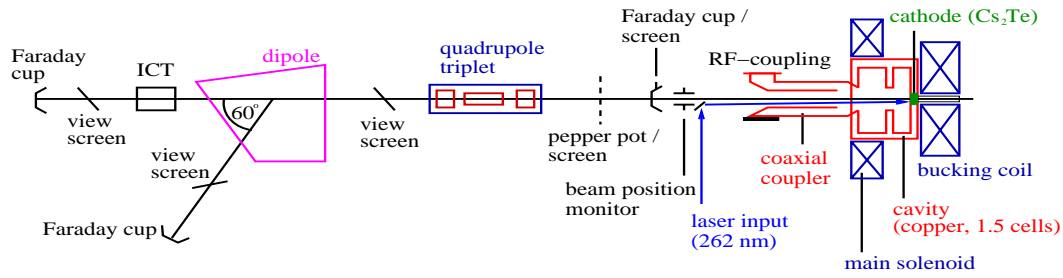 Faraday
cup
ICT
view
screen
dipole
60°
view
screen
Faraday cup
view
screen
quadrupole
triplet
pepper pot /
screen
Faraday cup /
screen
beam position
monitor
laser input
(262 nm)
RF−coupling
coaxial
coupler
cathode (Cs₂Te)
bucking coil
cavity
(copper, 1.5 cells)
main solenoid